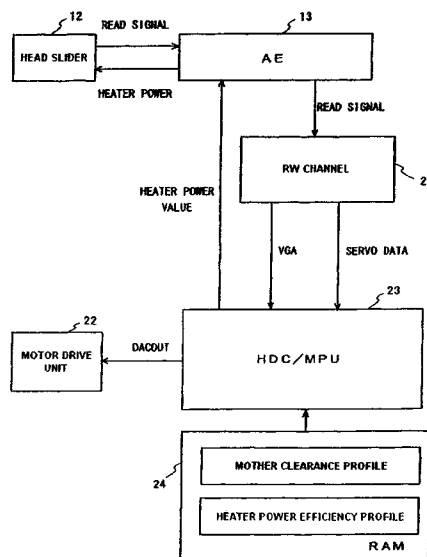 12
13
READ SIGNAL
HEAD SLIDER
AE
HEATER POWER
READ SIGNAL
2
RW CHANNEL
HEATER POWER
VALUE
VGA
SERVO DATA
23
22
DACOUT
MOTOR DRIVE
UNIT
HDC/MPU
24
MOTHER CLEARANCE PROFILE
HEATER POWER EFFICIENCY PROFILE
RAM